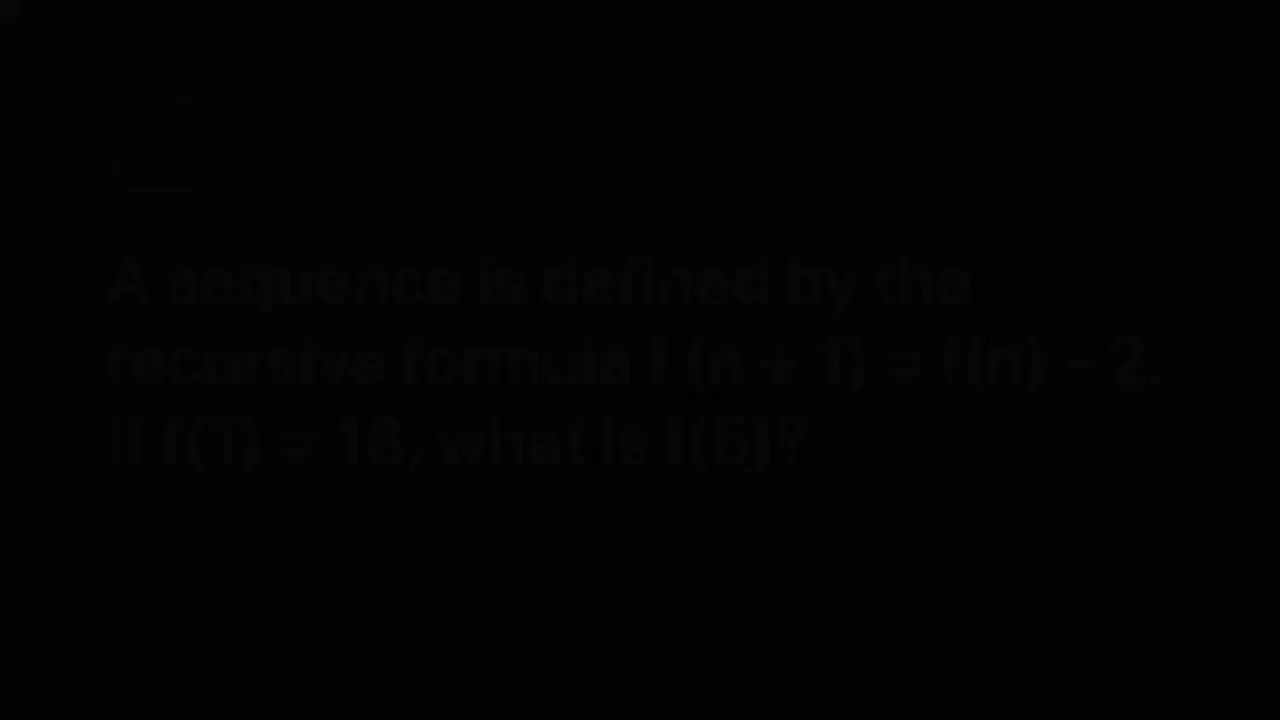 A sequence is defined by the
recursive formula f (n + 1) = f(n) – 2.
If f(1) = 18, what is f(5)?